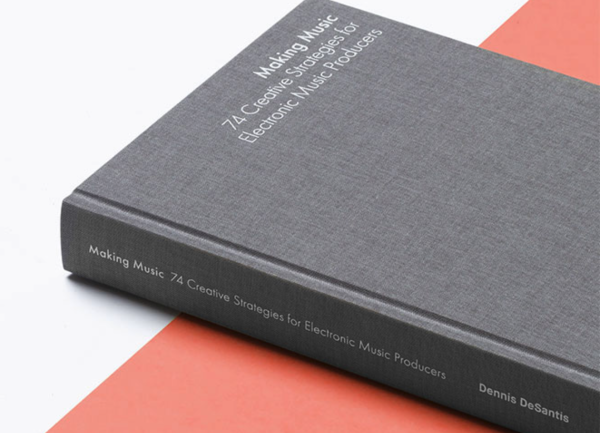 Making Music
74 Creative Strategies for
Electronic Music Producers
Making Music 74 Creative Strategies for Electronic Music Producers
Dennis DeSantis